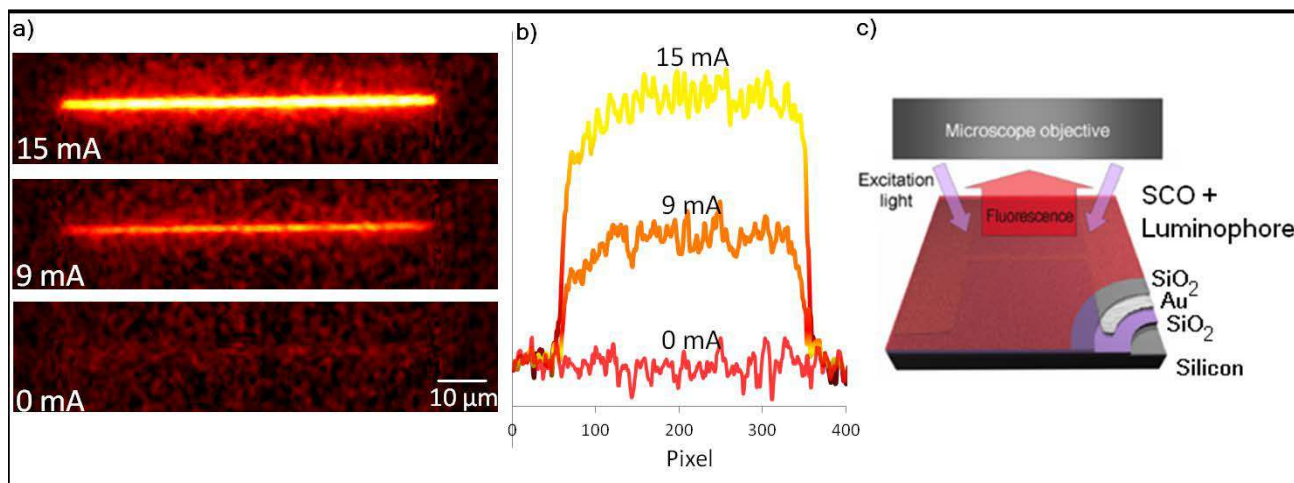 a)
15 mA
9 mA
0 mA
10 µm
b)
15 mA
9 mA
0 mA
0
100
200
300
400
Pixel
c)
Microscope objective
Excitation
light
Fluorescence
SCO +
Luminophore
SiO2
Au
SiO2
Silicon